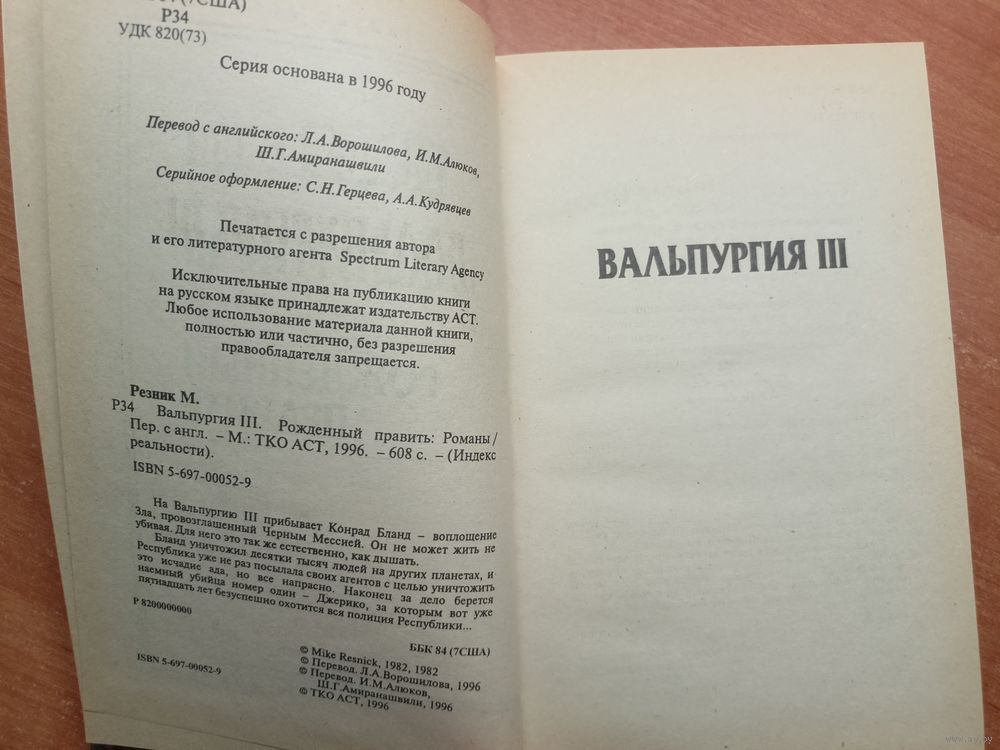 (7США)
Р34
УДК 820(73)
Серия основана в 1996 году
Перевод с английского: Л.А.Ворошилова, И.М.Алюков,
Ш.Г.Амиранашвили
Серийное оформление: С.Н.Герцева, А.А.Кудрявцев
Печатается с разрешения автора
и его литературного агента Spectrum Literary Agency
Исключительные права на публикацию книги
на русском языке принадлежат издательству АСТ.
Любое использование материала данной книги,
полностью или частично, без разрешения
правообладателя запрещается.
Резник М.
Р34 Вальпургия III. Рожденный править: Романы/
Пер. с англ. – М.: ТКО АСТ, 1996. – 608 с. – (Индекс
реальности).
ISBN 5-697-00052-9
На Вальпургию III прибывает Конрад Бланд – воплощение
Зла, провозглашенный Черным Мессией. Он не может жить не
убивая. Для него это так же естественно, как дышать.
Бланд уничтожил десятки тысяч людей на других планетах, и
Республика уже не раз посылала своих агентов с целью уничтожить
это исчадие ада, но все напрасно. Наконец за дело берется
наемный убийца номер один – Джерико, за которым вот уже
пятнадцать лет безуспешно охотится вся полиция Республики...
Р 8200000000
ББК 84 (7США)
© Mike Resnick, 1982, 1982
© Перевод. Л.А.Ворошилова, 1996
© Перевод. И.М.Алюков,
Ш.Г.Амиранашвили, 1996
© ТКО АСТ, 1996
ISBN 5-697-00052-9
ВАЛЬПУРГИЯ III
www.ay.by